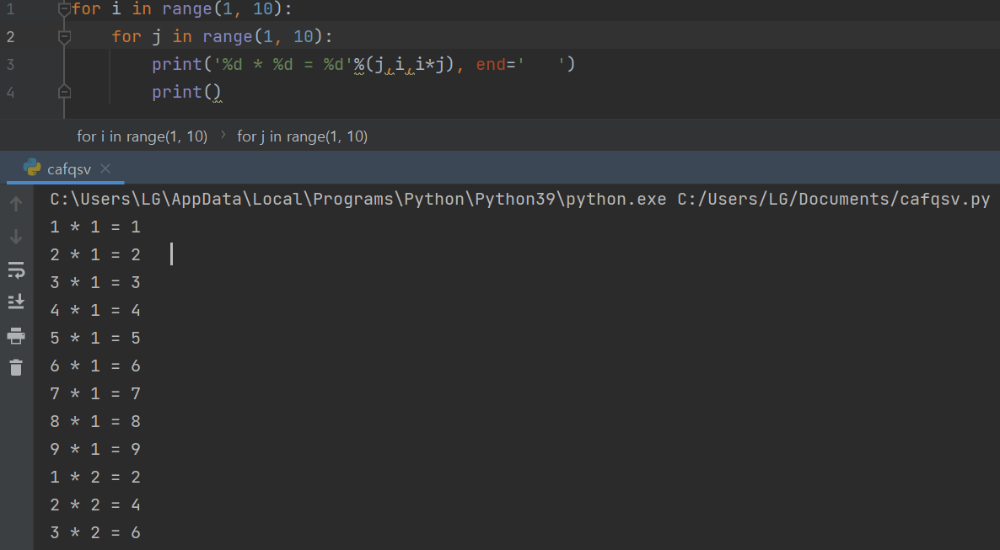 1 for i in range(1, 10):
2     for j in range(1, 10):
3         print('%d * %d = %d'%(j,i,i*j), end='   ')
4         print()
for i in range(1, 10) › for j in range(1, 10)
cafqsv ×
C:\Users\LG\AppData\Local\Programs\Python\Python39\python.exe C:/Users/LG/Documents/cafqsv.py
1 * 1 = 1
2 * 1 = 2
3 * 1 = 3
4 * 1 = 4
5 * 1 = 5
6 * 1 = 6
7 * 1 = 7
8 * 1 = 8
9 * 1 = 9
1 * 2 = 2
2 * 2 = 4
3 * 2 = 6